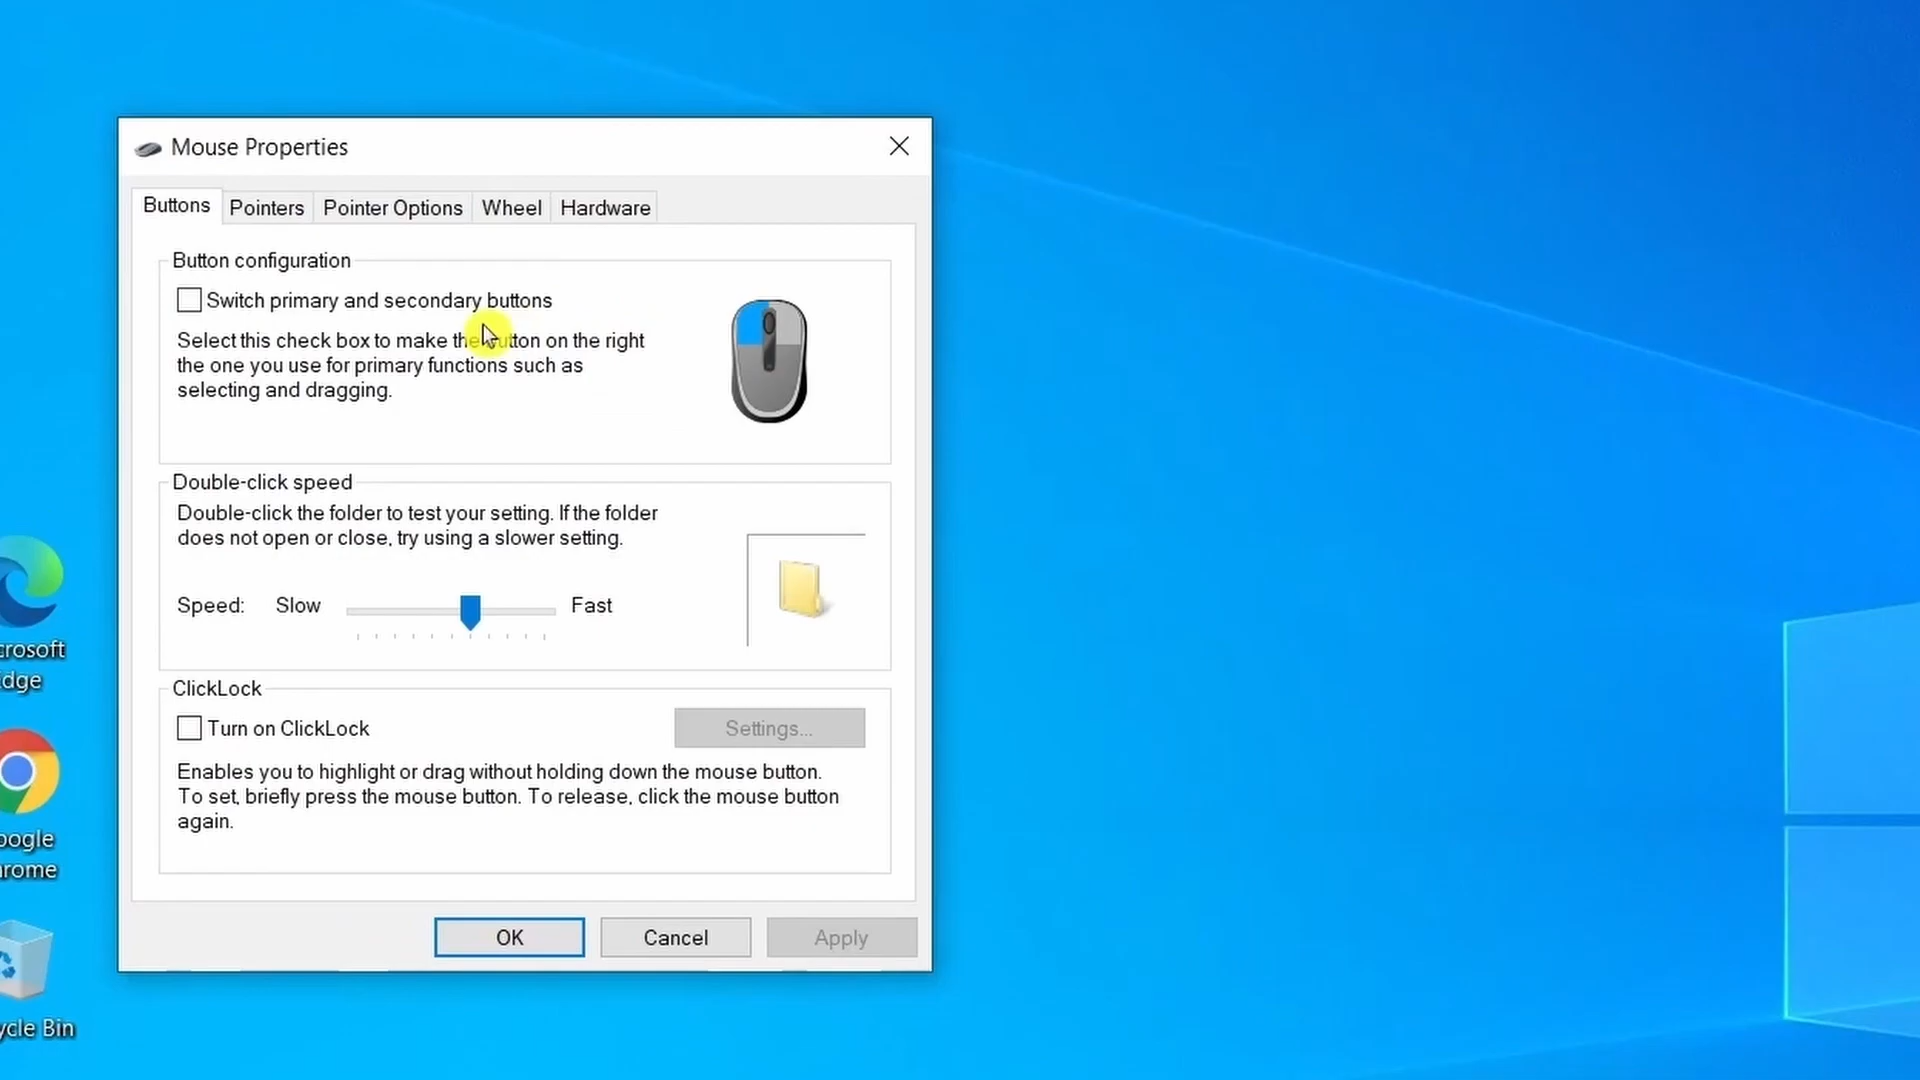 Mouse Properties
Buttons Pointers Pointer Options Wheel Hardware
Button configuration
Switch primary and secondary buttons
Select this check box to make the button on the right
the one you use for primary functions such as
selecting and dragging.
Double-click speed
Double-click the folder to test your setting. If the folder
does not open or close, try using a slower setting.
Speed: Slow Fast
ClickLock
Turn on ClickLock
Settings...
Enables you to highlight or drag without holding down the mouse button.
To set, briefly press the mouse button. To release, click the mouse button
again.
OK Cancel Apply
crosoft
dge
oogle
rome
ycle Bin